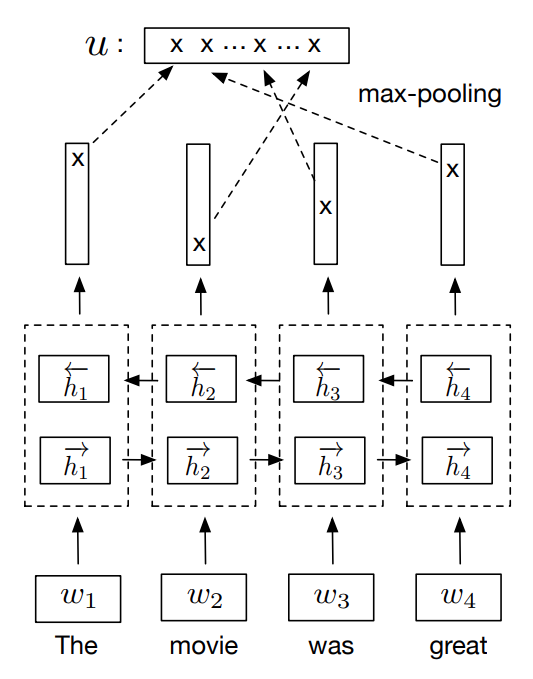 u : x x ... x ... x
max-pooling
x x x x
\overleftarrow{h_1} \overleftarrow{h_2} \overleftarrow{h_3} \overleftarrow{h_4}
\overrightarrow{h_1} \overrightarrow{h_2} \overrightarrow{h_3} \overrightarrow{h_4}
w_1 w_2 w_3 w_4
The movie was great